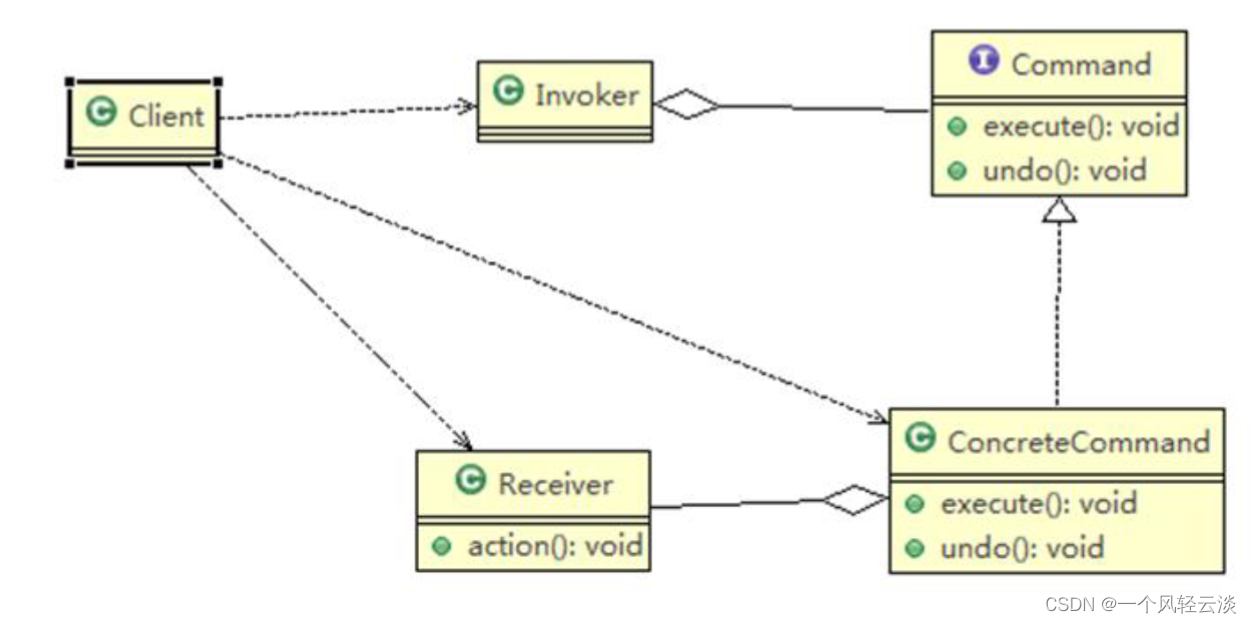 Client
Invoker
Command
execute(): void
undo(): void
Receiver
action(): void
ConcreteCommand
execute(): void
undo(): void
CSDN @一个风轻云淡